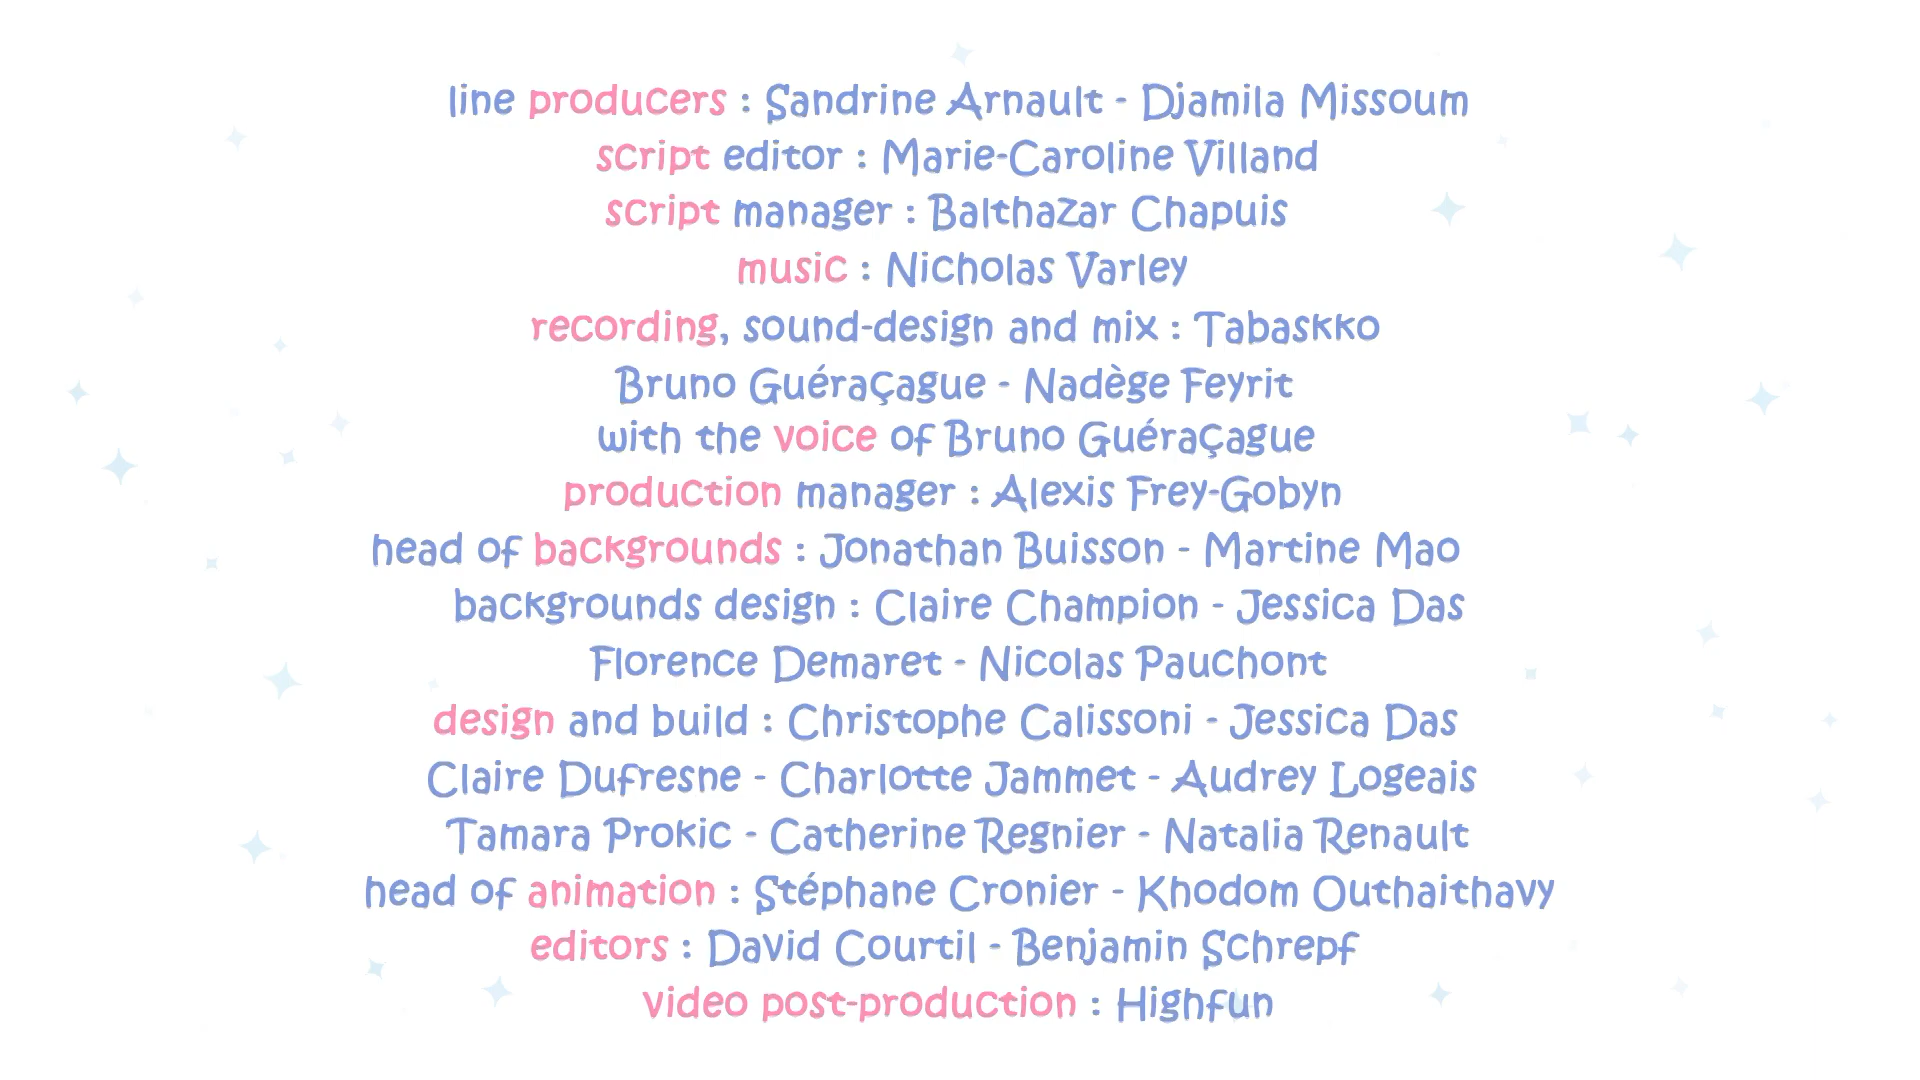 line producers : Sandrine Arnault - Djamila Missoum
script editor : Marie-Caroline Villand
script manager : Balthazar Chapuis
music : Nicholas Varley
recording, sound-design and mix : Tabaskko
Bruno Guéraçague - Nadège Feyrit
with the voice of Bruno Guéraçague
production manager : Alexis Frey-Gobyn
head of backgrounds : Jonathan Buisson - Martine Mao
backgrounds design : Claire Champion - Jessica Das
Florence Demaret - Nicolas Pauchont
design and build : Christophe Calissoni - Jessica Das
Claire Dufresne - Charlotte Jammet - Audrey Logeais
Tamara Prokic - Catherine Regnier - Natalia Renault
head of animation : Stéphane Cronier - Khodom Outhaithavy
editors : David Courtil - Benjamin Schrepf
video post-production : Highfun